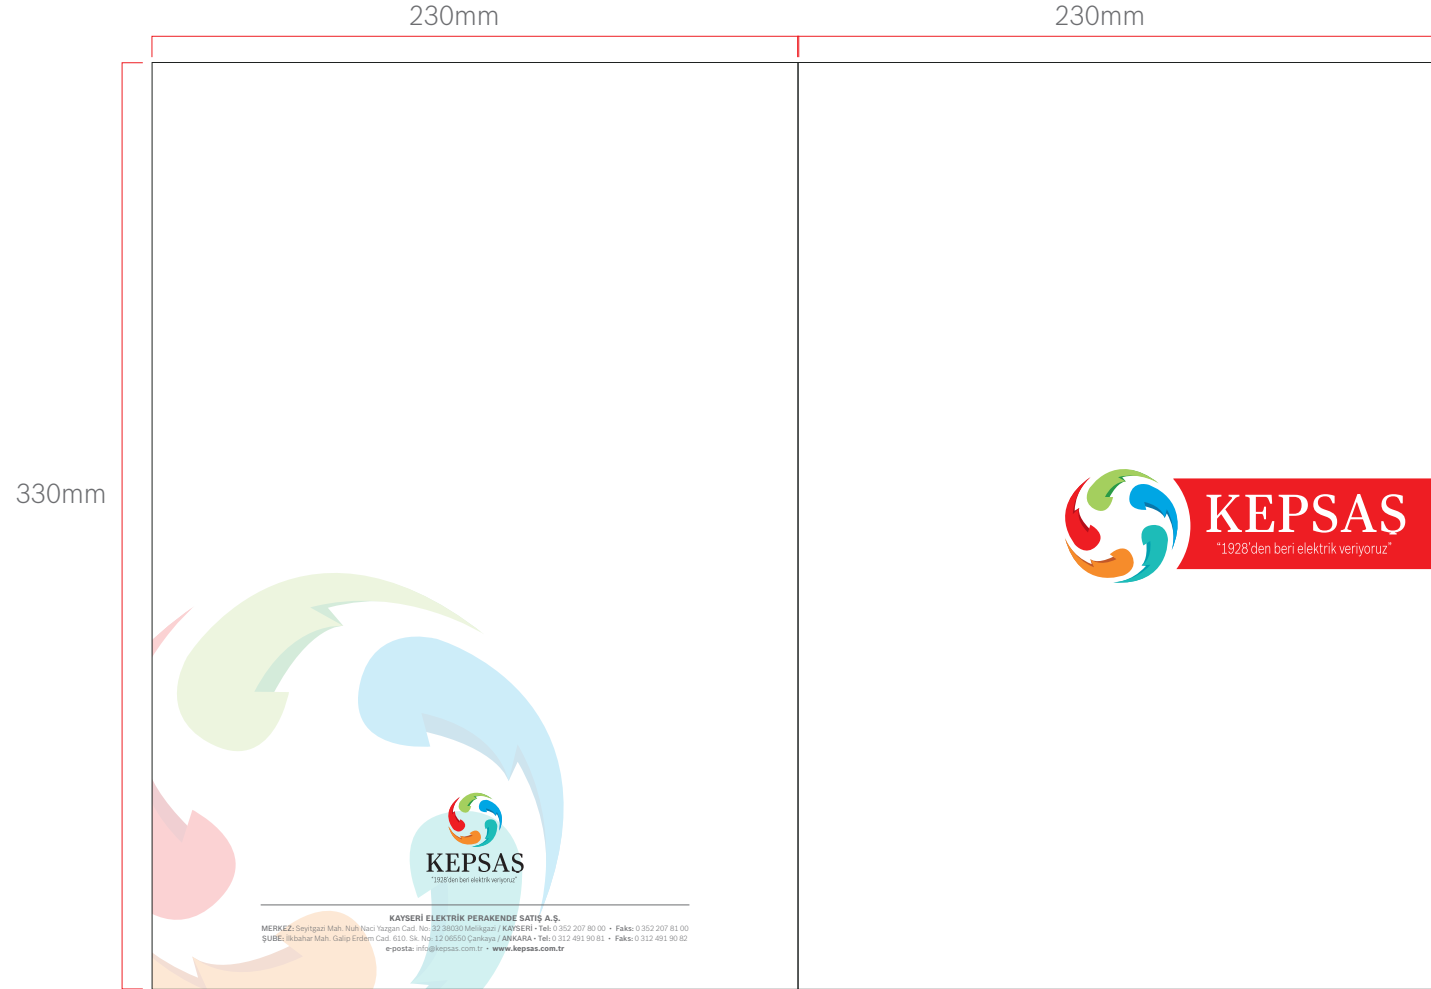 230mm
230mm
330mm
KEPSAŞ
“1928’den beri elektrik veriyoruz”
KEPSAŞ
“1928’den beri elektrik veriyoruz”
KAYSERİ ELEKTRİK PERAKENDE SATIŞ A.Ş.
MERKEZ: Seyitgazi Mah. Nuh Naci Yazgan Cad. No: 32 38030 Melikgazi / KAYSERİ • Tel: 0 352 207 80 00 • Faks: 0 352 207 81 00
ŞUBE: İlkbahar Mah. Galip Erdem Cad. 610. Sk. No: 12 06550 Çankaya / ANKARA • Tel: 0 312 491 90 81 • Faks: 0 312 491 90 82
e-posta: info@kepsas.com.tr • www.kepsas.com.tr